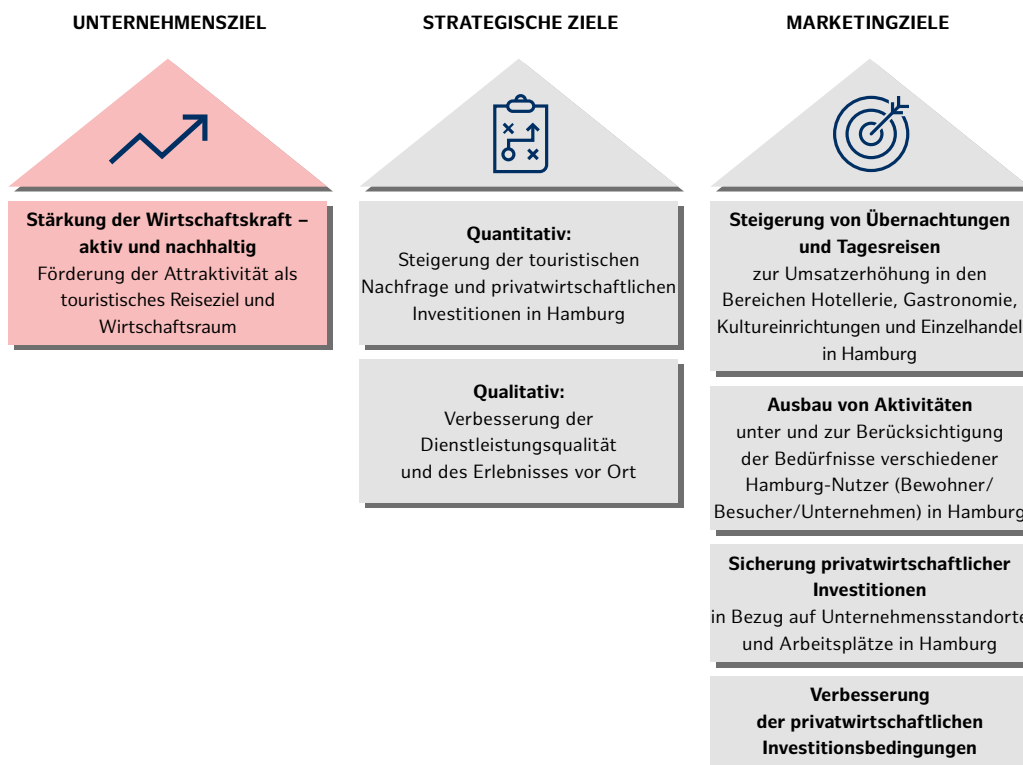 UNTERNEHMENSZIEL
Stärkung der Wirtschaftskraft –
aktiv und nachhaltig
Förderung der Attraktivität als
touristisches Reiseziel und
Wirtschaftsraum
STRATEGISCHE ZIELE
Quantitativ:
Steigerung der touristischen
Nachfrage und privatwirtschaftlichen
Investitionen in Hamburg
Qualitativ:
Verbesserung der
Dienstleistungsqualität
und des Erlebnisses vor Ort
MARKETINGZIELE
Steigerung von Übernachtungen
und Tagesreisen
zur Umsatzerhöhung in den
Bereichen Hotellerie, Gastronomie,
Kultureinrichtungen und Einzelhandel
in Hamburg
Ausbau von Aktivitäten
unter und zur Berücksichtigung
der Bedürfnisse verschiedener
Hamburg-Nutzer (Bewohner/
Besucher/Unternehmen) in Hamburg
Sicherung privatwirtschaftlicher
Investitionen
in Bezug auf Unternehmensstandorte
und Arbeitsplätze in Hamburg
Verbesserung
der privatwirtschaftlichen
Investitionsbedingungen